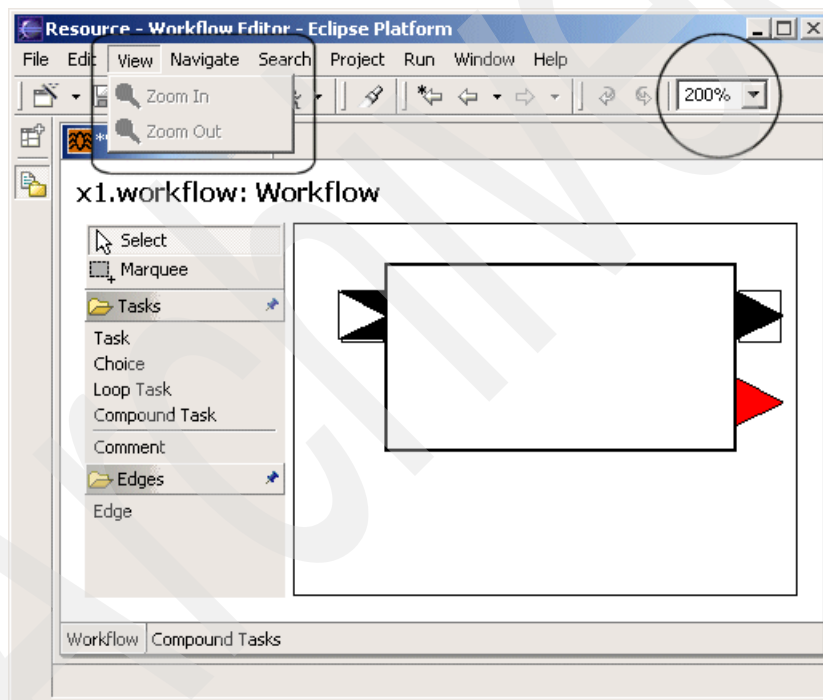 Resource - Workflow Editor - Eclipse Platform
File Edit View Navigate Search Project Run Window Help
Zoom In
200%
Zoom Out
x1.workflow: Workflow
Select
Marquee
Tasks
Task
Choice
Loop Task
Compound Task
Comment
Edges
Edge
Workflow Compound Tasks